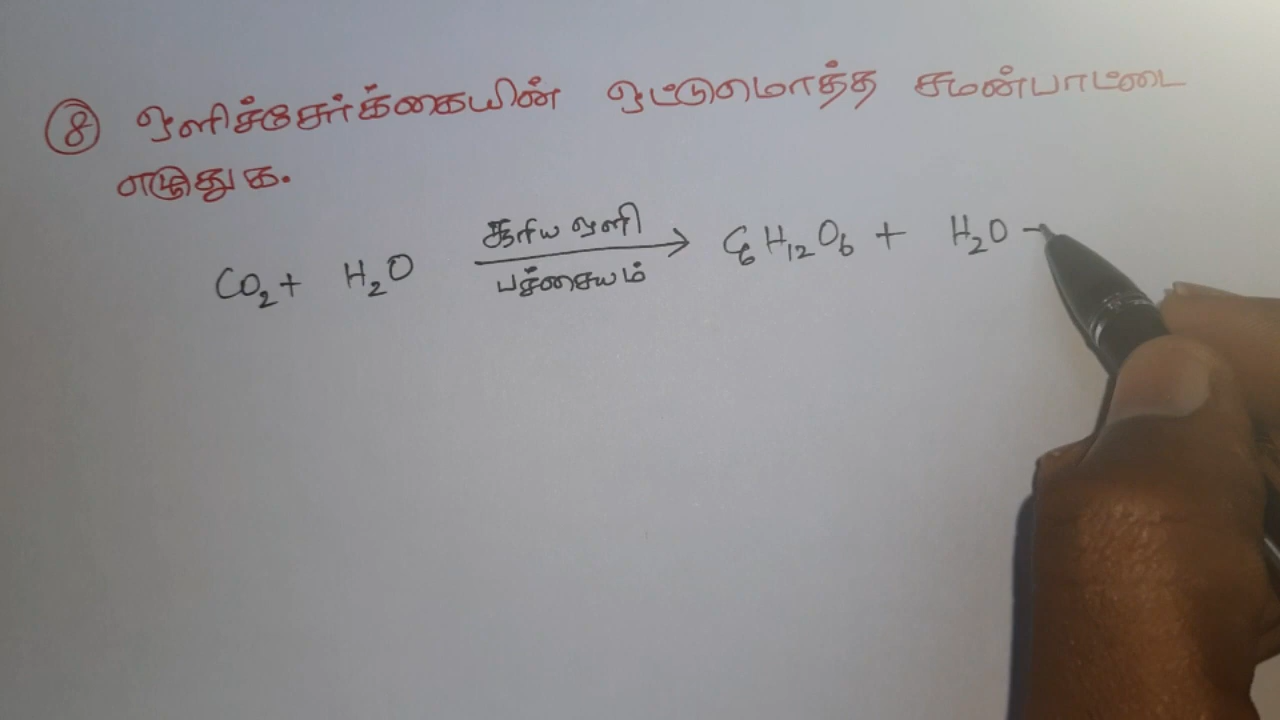 8 ஒளிச்சேர்க்கையின் ஒட்டுமொத்த சமன்பாட்டை
எழுதுக.
CO₂ + H₂O சூரிய ஒளி → பச்சையம் C₆H₁₂O₆ + H₂O -